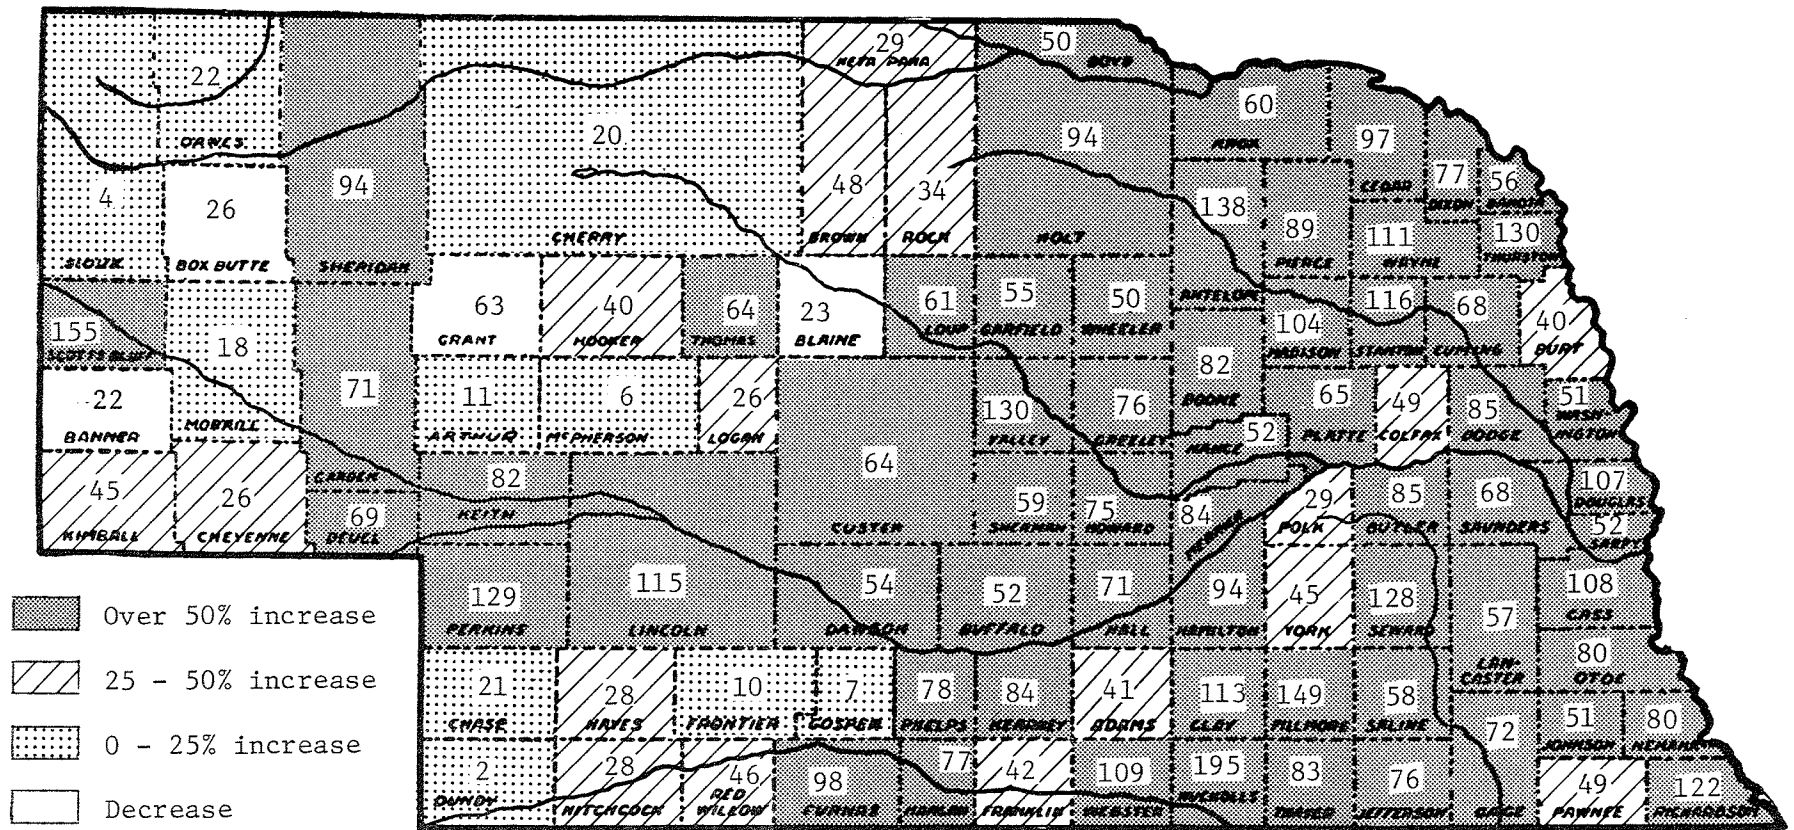 29
KEYA PAHA
50
BOYD
22
DAWES
20
CHERRY
60
KNOX
94
HOLT
97
CEDAR
77
DIXON
56
DAKOTA
4
SIOUX
26
BOX BUTTE
94
SHERIDAN
48
BROWN
34
ROCK
138
ANTELOPE
89
PIERCE
111
WAYNE
130
THURSTON
155
SCOTTS BLUFF
18
MORRILL
63
GRANT
40
HOOKER
64
THOMAS
23
BLAINE
61
LOUP
55
GARFIELD
50
WHEELER
104
MADISON
116
STANTON
68
CUMING
40
BURT
22
BANNER
71
GARDEN
11
ARTHUR
6
McPHERSON
26
LOGAN
64
CUSTER
130
VALLEY
76
GREELEY
82
BOONE
52
NANCE
65
PLATTE
49
COLFAX
85
DODGE
51
WASH-
INGTON
45
KIMBALL
26
CHEYENNE
69
DEUEL
82
KEITH
59
SHERMAN
75
HOWARD
84
MERRICK
29
POLK
85
BUTLER
68
SAUNDERS
107
DOUGLAS
52
SARPY
129
PERKINS
115
LINCOLN
54
DAWSON
52
BUFFALO
71
HALL
94
HAMILTON
45
YORK
128
SEWARD
57
LAN-
CASTER
108
CASS
80
OTOE
21
CHASE
28
HAYES
10
FRONTIER
7
GOSPER
78
PHELPS
84
KEARNEY
41
ADAMS
113
CLAY
149
FILLMORE
58
SALINE
72
GAGE
51
JOHNSON
80
NEMAHA
2
DUNDY
28
HITCHCOCK
46
RED
WILLOW
98
FURNAS
77
HARLAN
42
FRANKLIN
109
WEBSTER
195
NUCKOLLS
83
THAYER
76
JEFFERSON
49
PAWNEE
122
RICHARDSON
Over 50% increase
25 - 50% increase
0 - 25% increase
Decrease